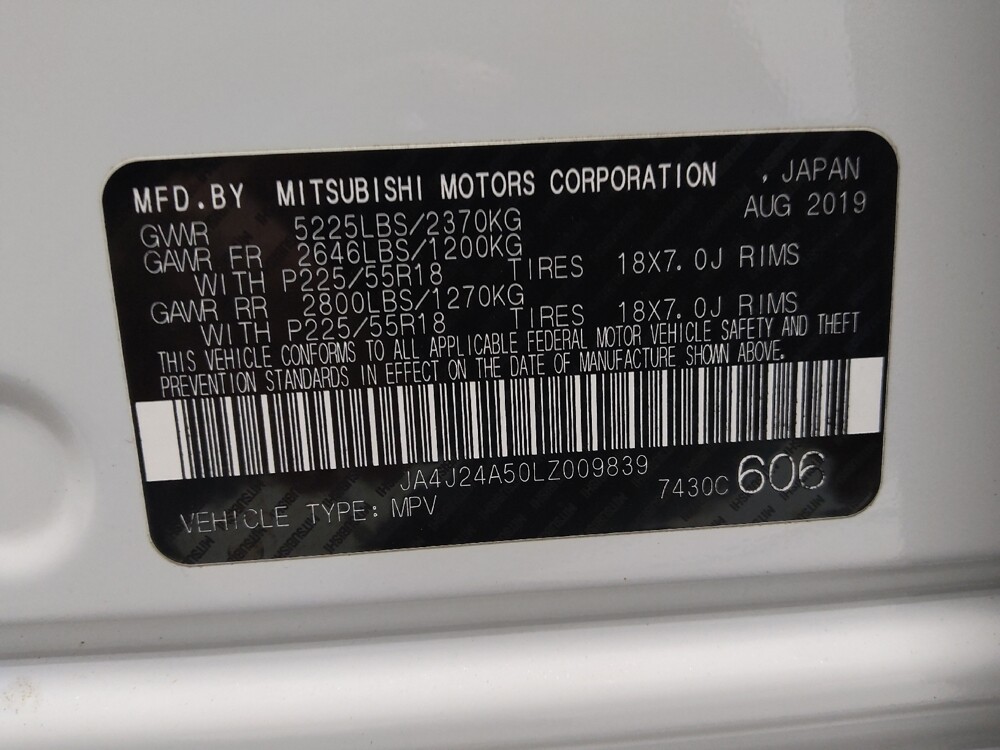 MFD.BY MITSUBISHI MOTORS CORPORATION , JAPAN
AUG 2019
GVWR 5225LBS/2370KG
GAWR FR 2646LBS/1200KG
WITH P225/55R18 TIRES 18X7.0J RIMS
GAWR RR 2800LBS/1270KG
WITH P225/55R18 TIRES 18X7.0J RIMS
THIS VEHICLE CONFORMS TO ALL APPLICABLE FEDERAL MOTOR VEHICLE SAFETY AND THEFT
PREVENTION STANDARDS IN EFFECT ON THE DATE OF MANUFACTURE SHOWN ABOVE.
JA4J24A50LZ009839
VEHICLE TYPE: MPV 7430C 606